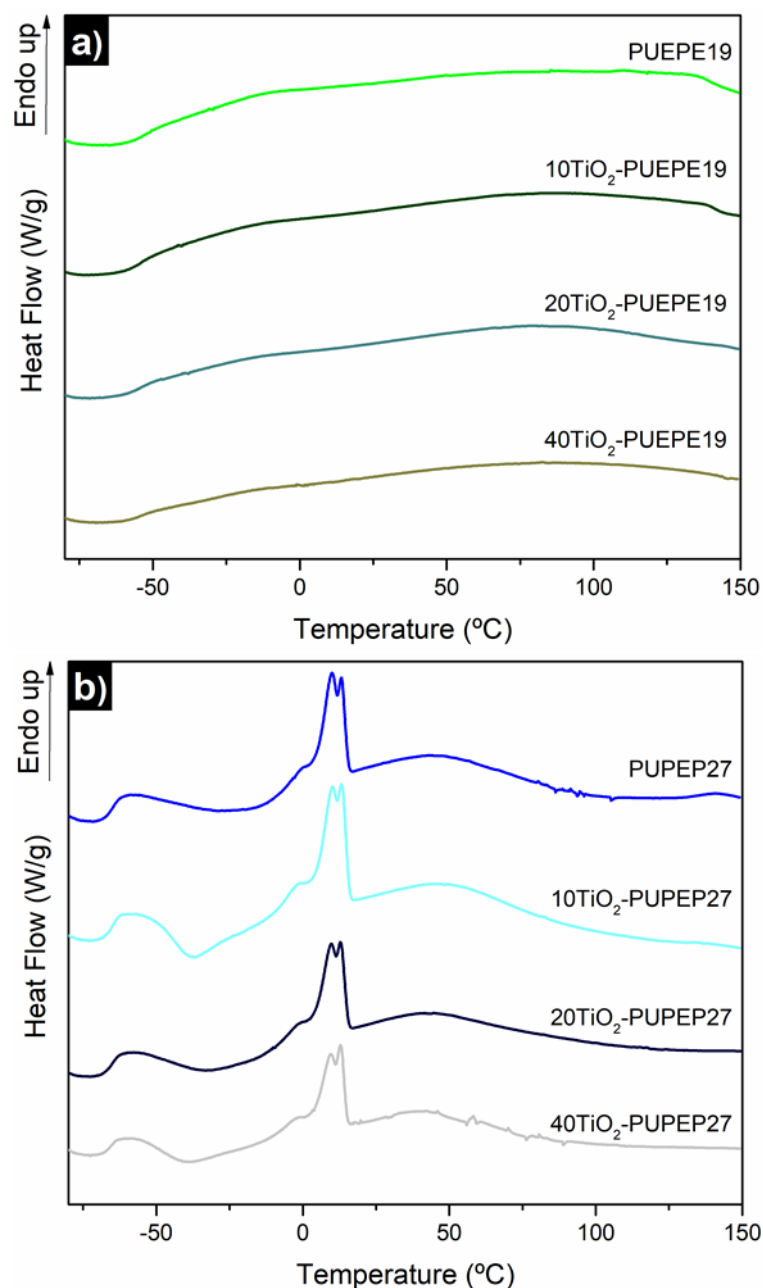 a)
Endo up
Heat Flow (W/g)
PUEPE19
10TiO₂-PUEPE19
20TiO₂-PUEPE19
40TiO₂-PUEPE19
-50 0 50 100 150
Temperature (ºC)
b)
Endo up
Heat Flow (W/g)
PUPEP27
10TiO₂-PUPEP27
20TiO₂-PUPEP27
40TiO₂-PUPEP27
-50 0 50 100 150
Temperature (ºC)